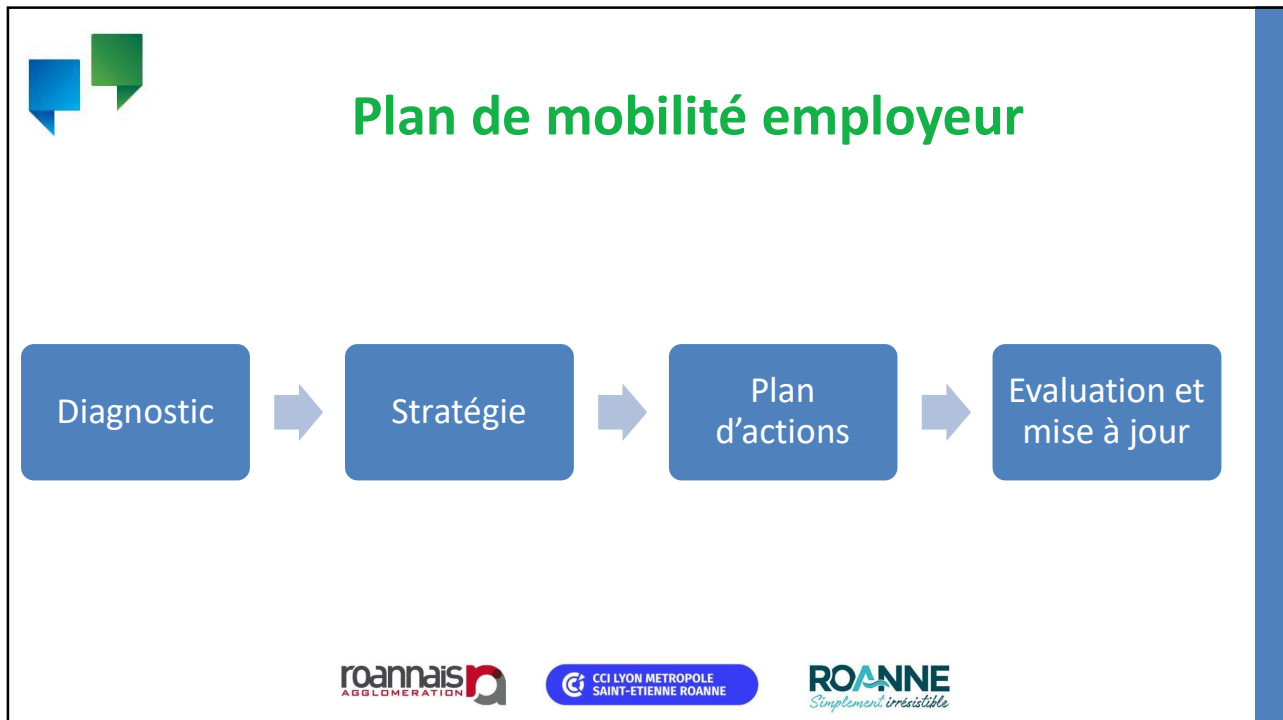 Plan de mobilité employeur
Diagnostic
Stratégie
Plan
d’actions
Evaluation et
mise à jour
roannais
AGGLOMERATION
CCI LYON METROPOLE
SAINT-ETIENNE ROANNE
ROANNE
Simplement irrésistible